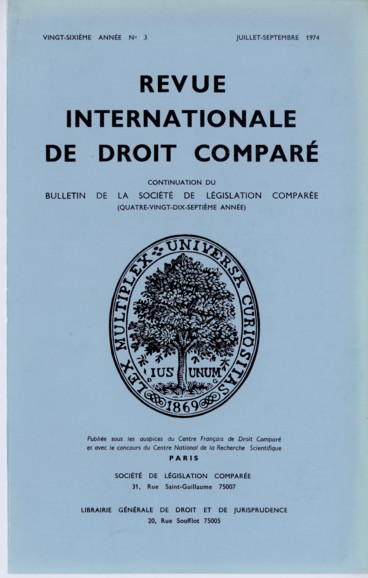 VINGT-SIXIÈME ANNÉE No 3 JUILLET-SEPTEMBRE 1974
REVUE
INTERNATIONALE
DE DROIT COMPARÉ
CONTINUATION DU
BULLETIN DE LA SOCIÉTÉ DE LÉGISLATION COMPARÉE
(QUATRE-VINGT-DIX-SEPTIÈME ANNÉE)
LEX MULTIPLEX UNIVERSA CURIOSITAS
IUS UNUM
1869
Publiée sous les auspices du Centre Français de Droit Comparé
et avec le concours du Centre National de la Recherche Scientifique
PARIS
SOCIÉTÉ DE LÉGISLATION COMPARÉE
31, Rue Saint-Guillaume 75007
LIBRAIRIE GÉNÉRALE DE DROIT ET DE JURISPRUDENCE
20, Rue Soufflot 75005